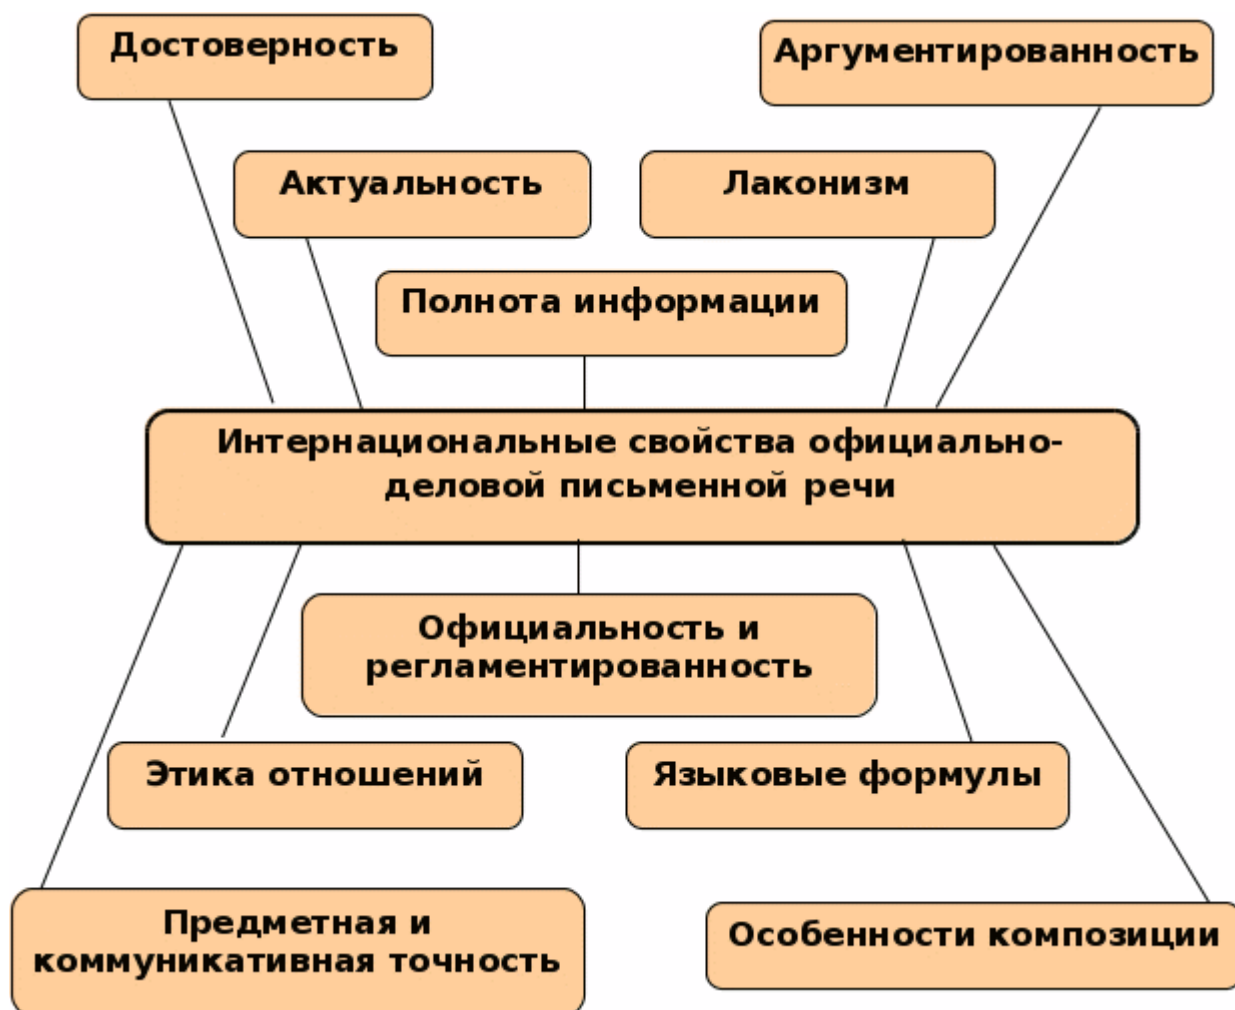 Достоверность
Аргументированность
Актуальность
Лаконизм
Полнота информации
Интернациональные свойства официально-
деловой письменной речи
Официальность и
регламентированность
Этика отношений
Языковые формулы
Предметная и
коммуникативная точность
Особенности композиции